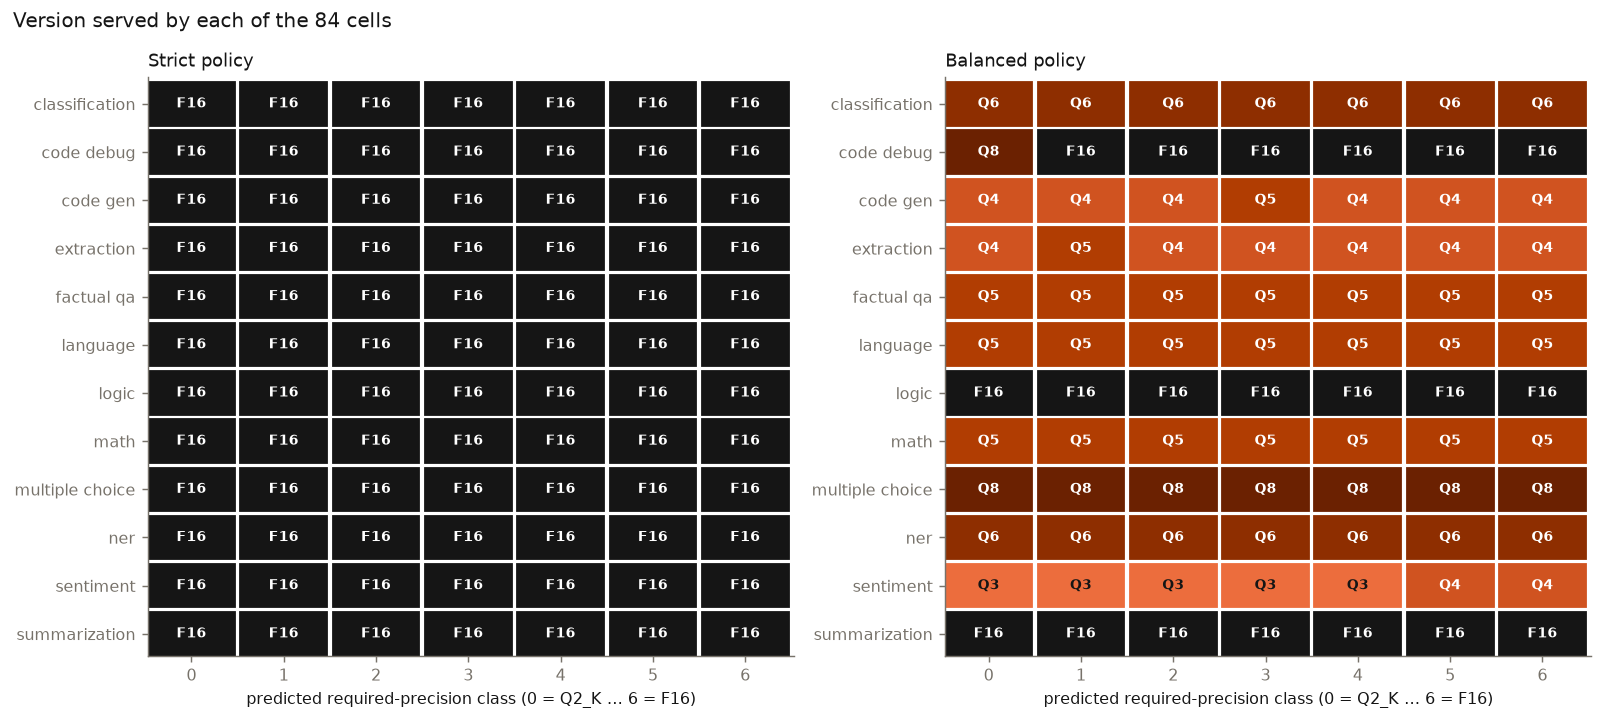 Version served by each of the 84 cells
Strict policy
classification F16 F16 F16 F16 F16 F16 F16
code debug F16 F16 F16 F16 F16 F16 F16
code gen F16 F16 F16 F16 F16 F16 F16
extraction F16 F16 F16 F16 F16 F16 F16
factual qa F16 F16 F16 F16 F16 F16 F16
language F16 F16 F16 F16 F16 F16 F16
logic F16 F16 F16 F16 F16 F16 F16
math F16 F16 F16 F16 F16 F16 F16
multiple choice F16 F16 F16 F16 F16 F16 F16
ner F16 F16 F16 F16 F16 F16 F16
sentiment F16 F16 F16 F16 F16 F16 F16
summarization F16 F16 F16 F16 F16 F16 F16
0 1 2 3 4 5 6
predicted required-precision class (0 = Q2_K ... 6 = F16)
Balanced policy
classification Q6 Q6 Q6 Q6 Q6 Q6 Q6
code debug Q8 F16 F16 F16 F16 F16 F16
code gen Q4 Q4 Q4 Q5 Q4 Q4 Q4
extraction Q4 Q5 Q4 Q4 Q4 Q4 Q4
factual qa Q5 Q5 Q5 Q5 Q5 Q5 Q5
language Q5 Q5 Q5 Q5 Q5 Q5 Q5
logic F16 F16 F16 F16 F16 F16 F16
math Q5 Q5 Q5 Q5 Q5 Q5 Q5
multiple choice Q8 Q8 Q8 Q8 Q8 Q8 Q8
ner Q6 Q6 Q6 Q6 Q6 Q6 Q6
sentiment Q3 Q3 Q3 Q3 Q3 Q4 Q4
summarization F16 F16 F16 F16 F16 F16 F16
0 1 2 3 4 5 6
predicted required-precision class (0 = Q2_K ... 6 = F16)